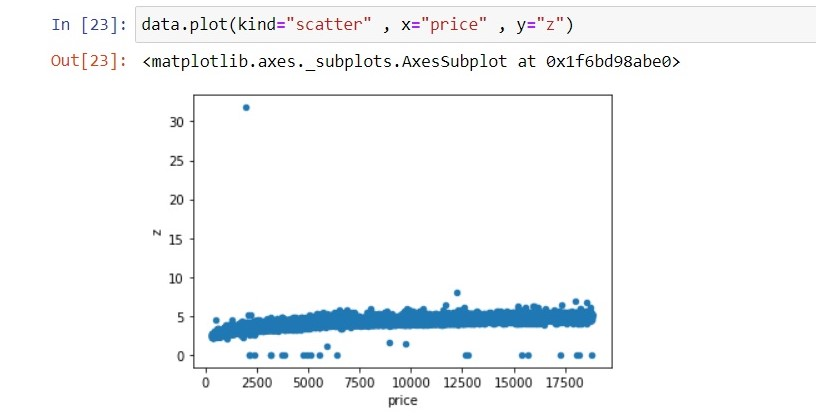 In [23]: data.plot(kind="scatter" , x="price" , y="z")
Out[23]: <matplotlib.axes._subplots.AxesSubplot at 0x1f6bd98abe0>
30
25
20
15
10
5
0
z
0 2500 5000 7500 10000 12500 15000 17500
price